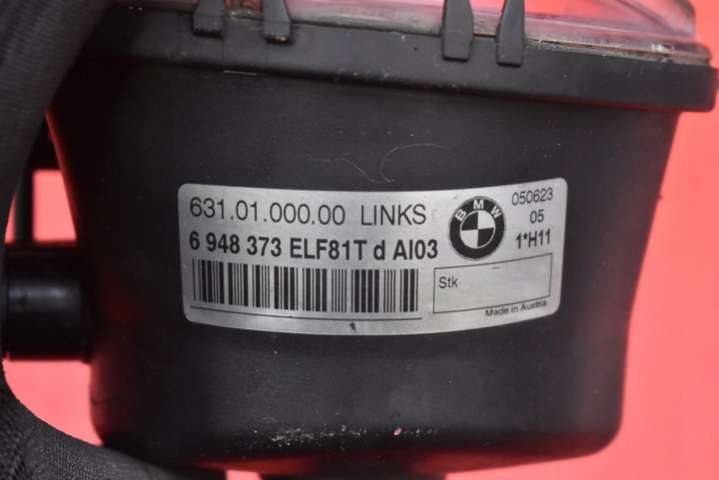 631.01.000.00 LINKS
6 948 373 ELF81T d AI03
BMW
050623
05
1*H11
Stk
Made in Austria